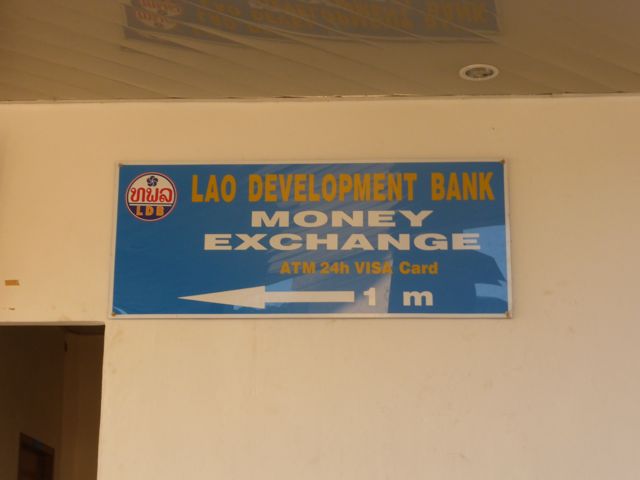 ທພລ
LDB
LAO DEVELOPMENT BANK
MONEY
EXCHANGE
ATM 24h VISA Card
1 m